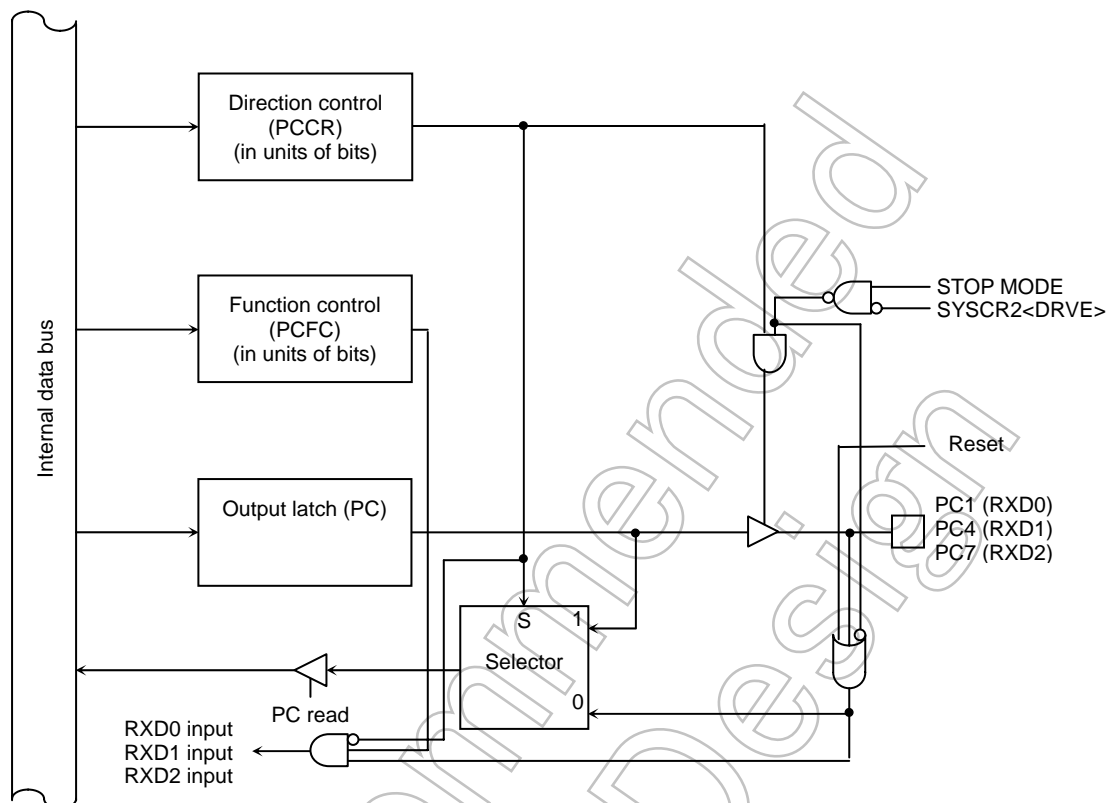 Direction control
(PCCR)
(in units of bits)
STOP MODE
SYSCR2<DRVE>
Function control
(PCFC)
(in units of bits)
Internal data bus
Reset
Output latch (PC)
PC1 (RXD0)
PC4 (RXD1)
PC7 (RXD2)
S
1
Selector
0
PC read
RXD0 input
RXD1 input
RXD2 input
ommended
Design